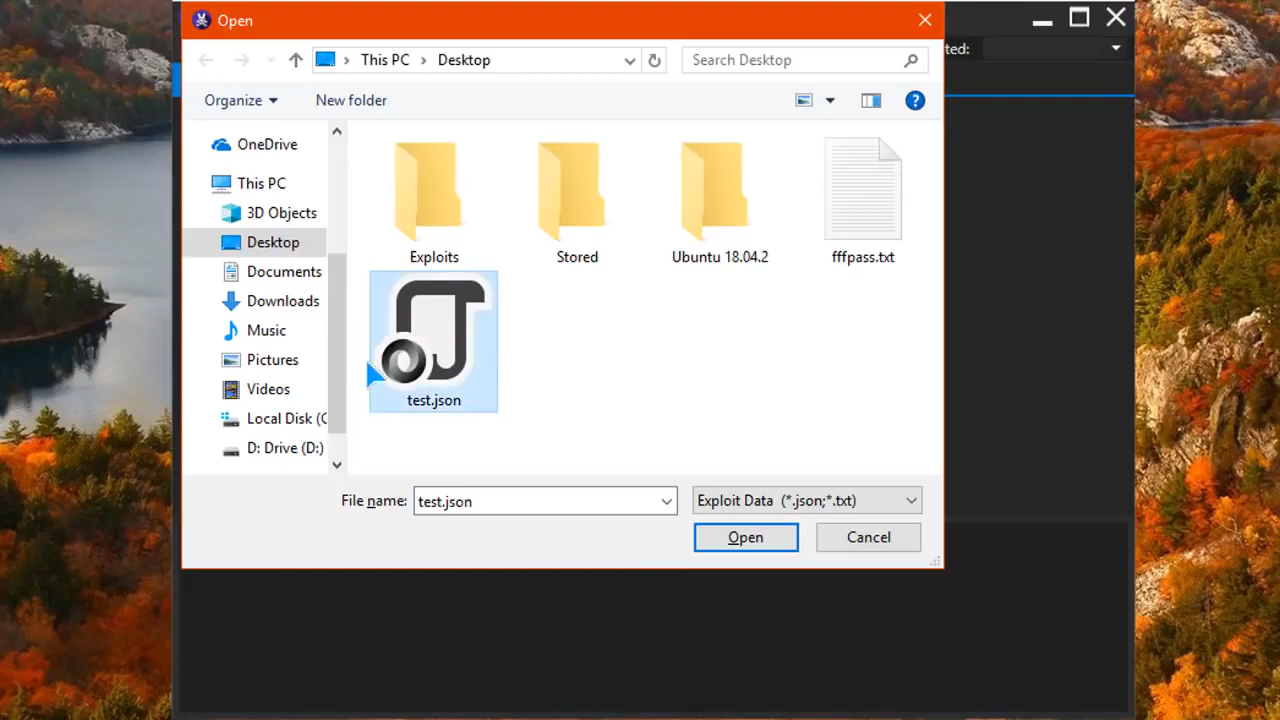 Open
ted:
This PC
Desktop
Search Desktop
Organize
New folder
OneDrive
This PC
3D Objects
Desktop
Documents
Downloads
Music
Pictures
Videos
Local Disk (C
D: Drive (D:)
Exploits
Stored
Ubuntu 18.04.2
fffpass.txt
test.json
File name:
test.json
Exploit Data (*.json;*.txt)
Open
Cancel